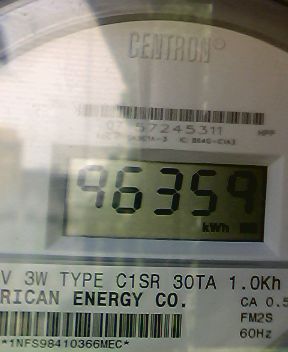 CENTRON
57245311
HPP
96359
kWh
V 3W TYPE C1SR 30TA 1.0Kh
RICAN ENERGY CO. CA 0.5
FM2S
*1NFS98410366MEC* 60Hz